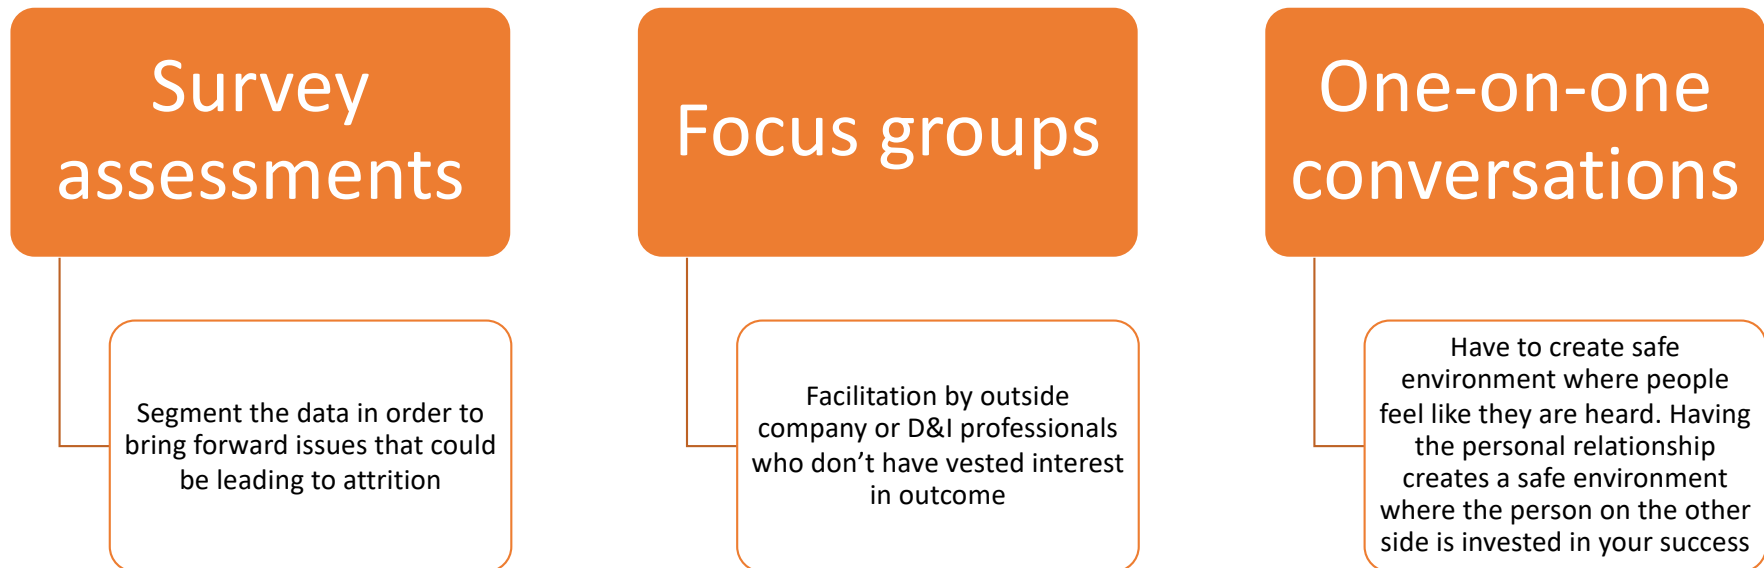 Survey
assessments
Segment the data in order to
bring forward issues that could
be leading to attrition
Focus groups
Facilitation by outside
company or D&I professionals
who don’t have vested interest
in outcome
One-on-one
conversations
Have to create safe
environment where people
feel like they are heard. Having
the personal relationship
creates a safe environment
where the person on the other
side is invested in your success